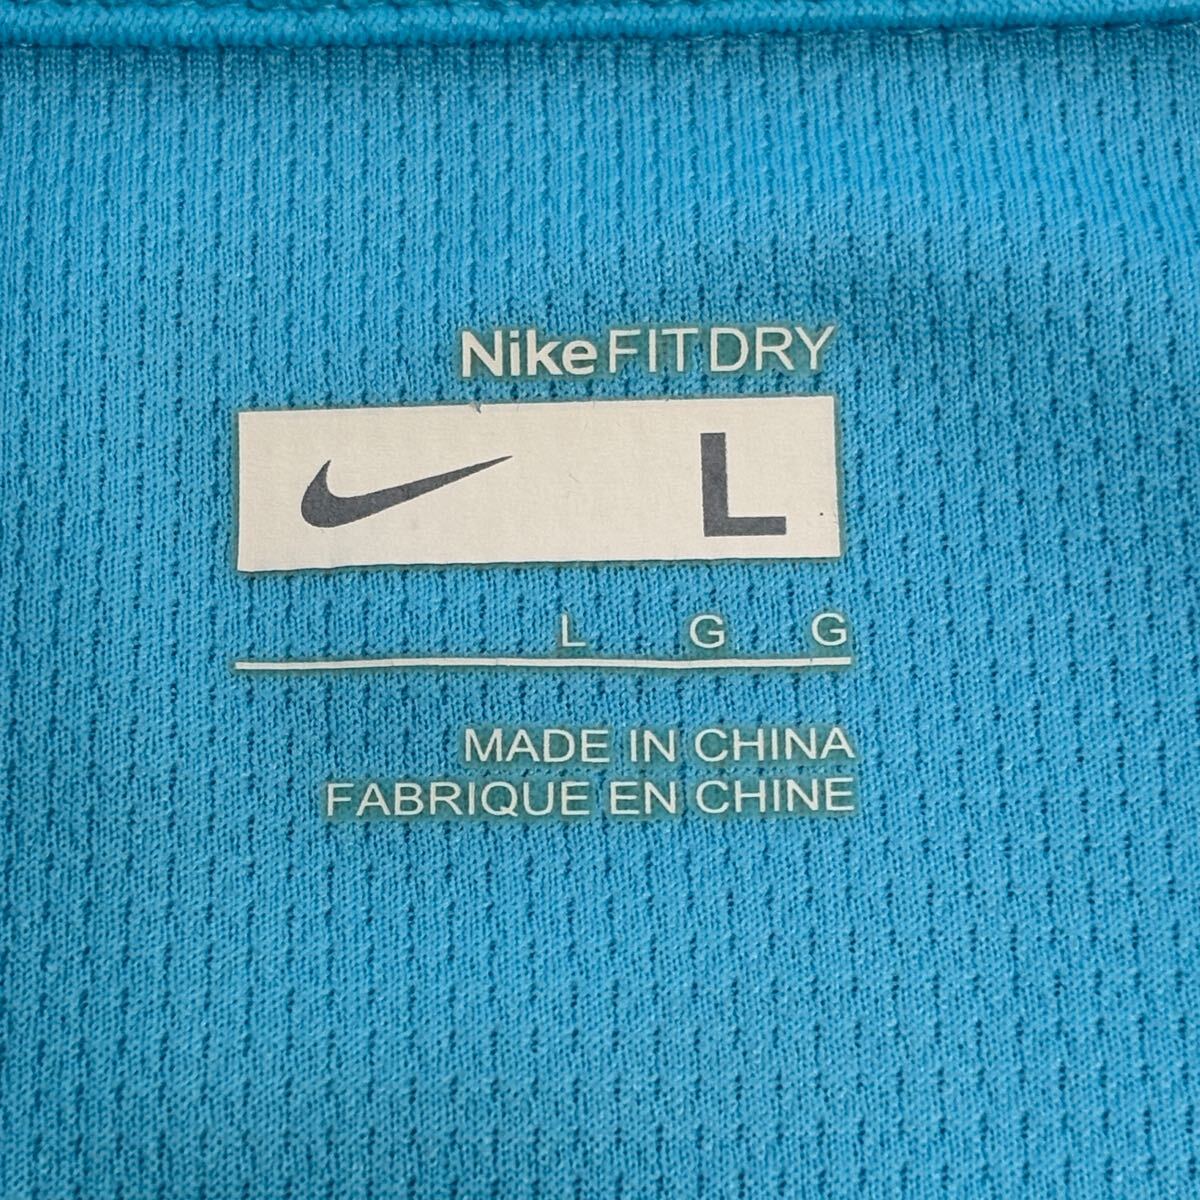 Nike FIT DRY
L
L G G
MADE IN CHINA
FABRIQUE EN CHINE